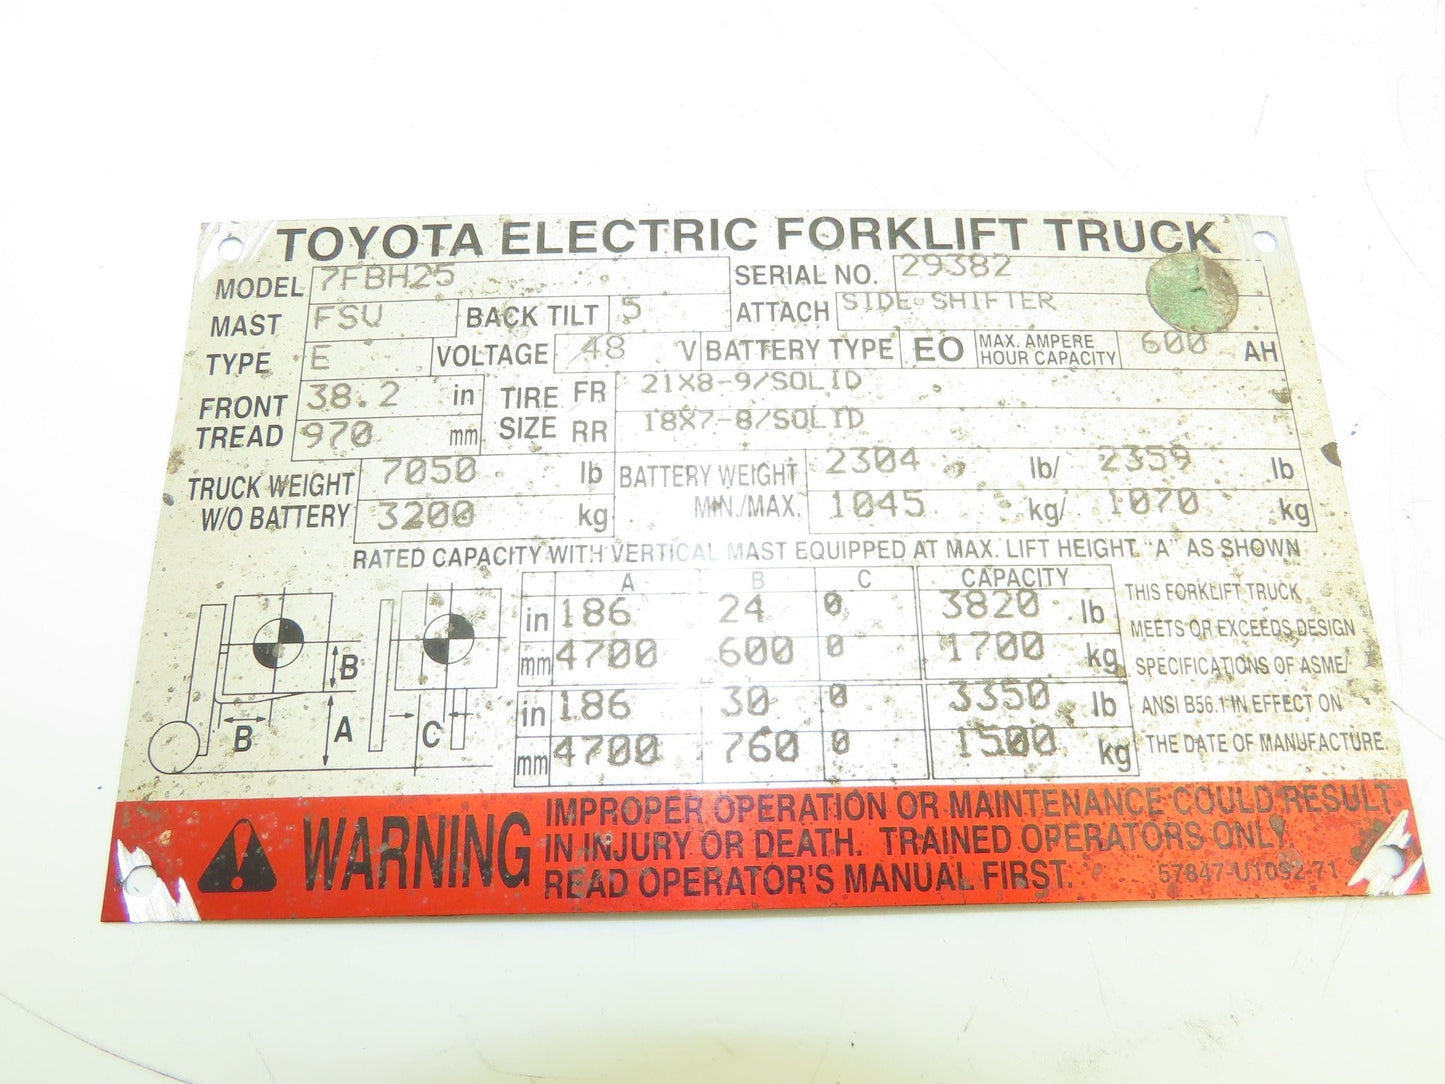 TOYOTA ELECTRIC FORKLIFT TRUCK
MODEL 7FBH25 SERIAL NO. 29382
MAST FSV BACK TILT 5 ATTACH SIDE SHIFTER
TYPE E VOLTAGE 48 V BATTERY TYPE EO MAX. AMPERE HOUR CAPACITY 600 AH
FRONT TREAD 38.2 in TIRE SIZE FR 21X8-9/SOLID
970 mm RR 18X7-8/SOLID
TRUCK WEIGHT W/O BATTERY 7050 lb BATTERY WEIGHT MIN./MAX. 2304 lb/ 2359 lb
3200 kg 1045 kg/ 1070 kg
RATED CAPACITY WITH VERTICAL MAST EQUIPPED AT MAX. LIFT HEIGHT "A" AS SHOWN
A B C CAPACITY
in 186 24 0 3820 lb
mm 4700 600 0 1700 kg
in 186 30 0 3350 lb
mm 4700 760 0 1500 kg
B
B
A
C
THIS FORKLIFT TRUCK
MEETS OR EXCEEDS DESIGN
SPECIFICATIONS OF ASME/
ANSI B56.1 IN EFFECT ON
THE DATE OF MANUFACTURE.
WARNING
IMPROPER OPERATION OR MAINTENANCE COULD RESULT
IN INJURY OR DEATH. TRAINED OPERATORS ONLY.
READ OPERATOR'S MANUAL FIRST.
57847-U1092-71